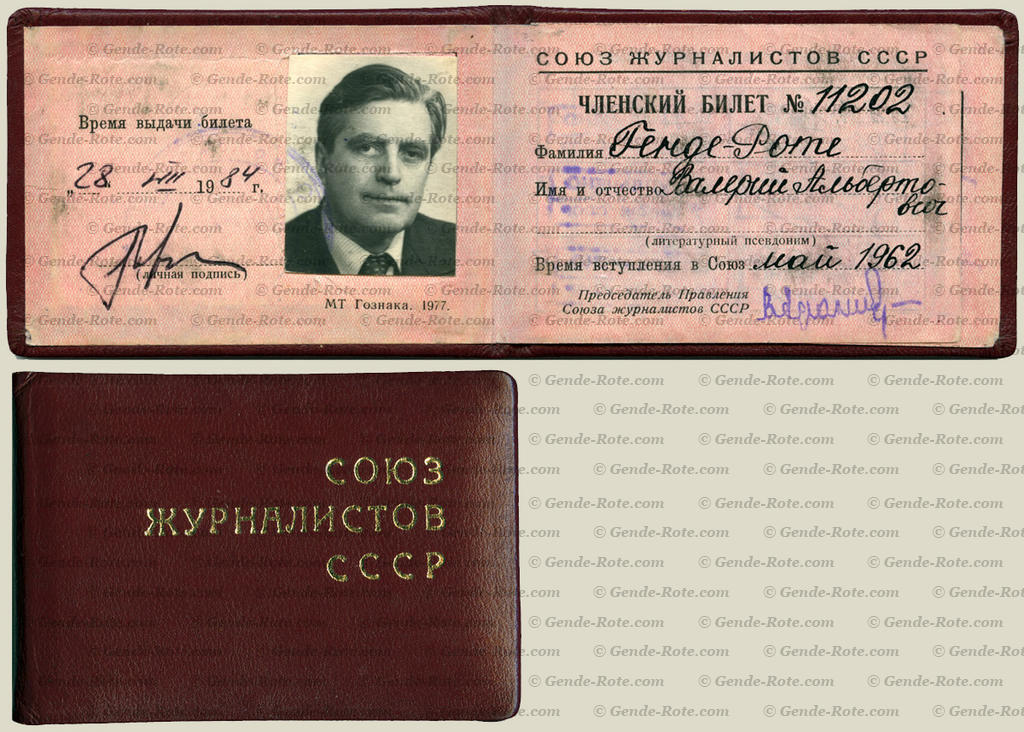 Время выдачи билета
„28. VIII 1984 г.
(личная подпись)
МТ Гознака. 1977.
СОЮЗ ЖУРНАЛИСТОВ СССР
ЧЛЕНСКИЙ БИЛЕТ № 11202
Фамилия Генде-Роте
Имя и отчество Валерий Альберто-
вич
(литературный псевдоним)
Время вступления в Союз май 1962
Председатель Правления
Союза журналистов СССР
СОЮЗ
ЖУРНАЛИСТОВ
СССР
© Gende-Rote.com